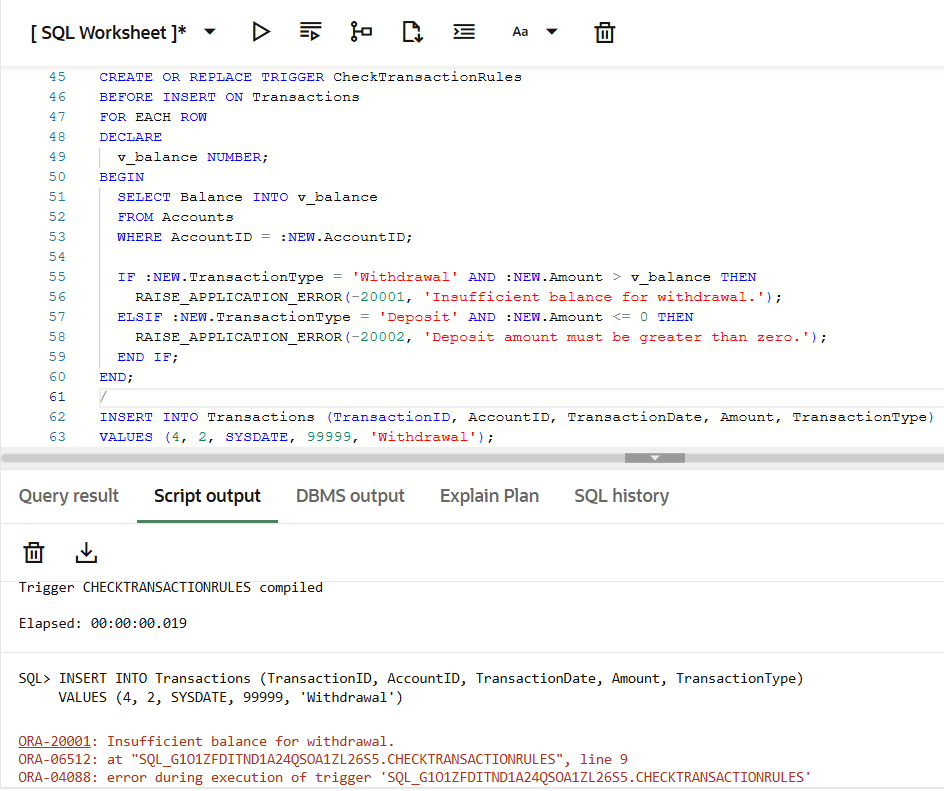 [ SQL Worksheet ]*
Aa
45 CREATE OR REPLACE TRIGGER CheckTransactionRules
46 BEFORE INSERT ON Transactions
47 FOR EACH ROW
48 DECLARE
49   v_balance NUMBER;
50 BEGIN
51   SELECT Balance INTO v_balance
52   FROM Accounts
53   WHERE AccountID = :NEW.AccountID;
54
55   IF :NEW.TransactionType = 'Withdrawal' AND :NEW.Amount > v_balance THEN
56     RAISE_APPLICATION_ERROR(-20001, 'Insufficient balance for withdrawal.');
57   ELSIF :NEW.TransactionType = 'Deposit' AND :NEW.Amount <= 0 THEN
58     RAISE_APPLICATION_ERROR(-20002, 'Deposit amount must be greater than zero.');
59   END IF;
60 END;
61 /
62 INSERT INTO Transactions (TransactionID, AccountID, TransactionDate, Amount, TransactionType)
63 VALUES (4, 2, SYSDATE, 99999, 'Withdrawal');
Query result Script output DBMS output Explain Plan SQL history
Trigger CHECKTRANSACTIONRULES compiled
Elapsed: 00:00:00.019
SQL> INSERT INTO Transactions (TransactionID, AccountID, TransactionDate, Amount, TransactionType)
     VALUES (4, 2, SYSDATE, 99999, 'Withdrawal')
ORA-20001: Insufficient balance for withdrawal.
ORA-06512: at "SQL_G1O1ZFDITND1A24QSOA1ZL26S5.CHECKTRANSACTIONRULES", line 9
ORA-04088: error during execution of trigger 'SQL_G1O1ZFDITND1A24QSOA1ZL26S5.CHECKTRANSACTIONRULES'